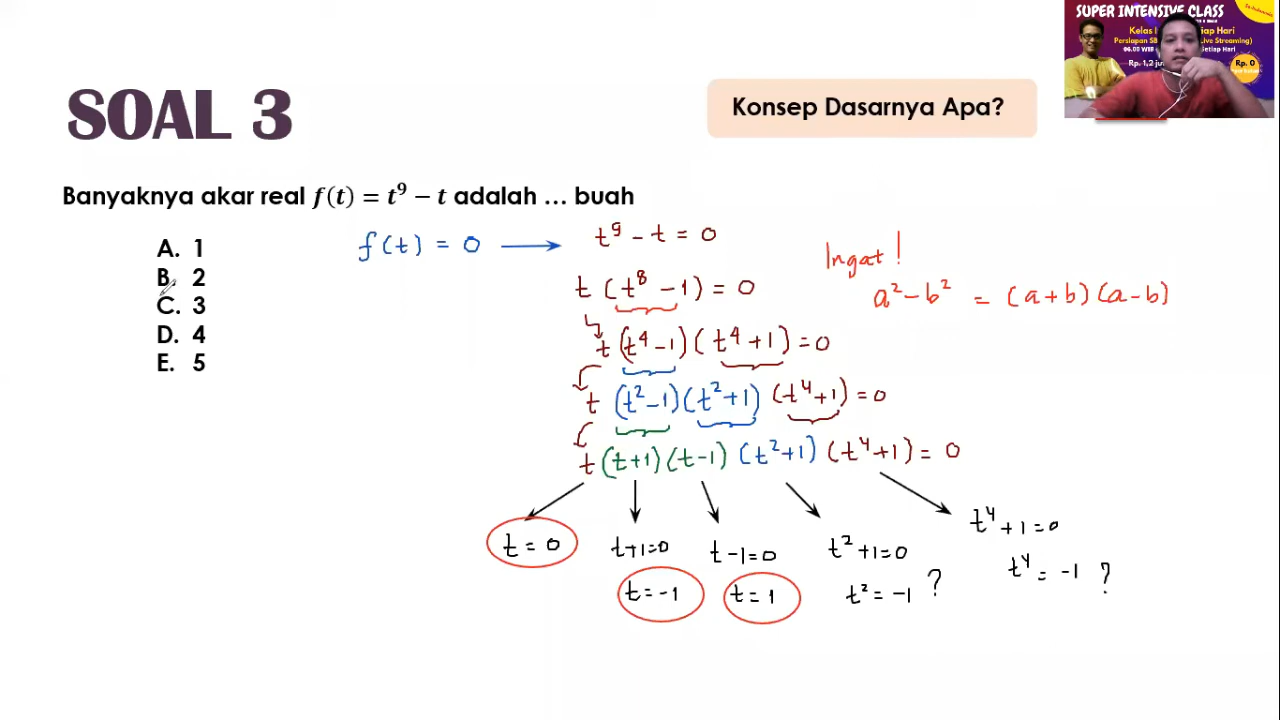 SUPER INTENSIVE CLASS
SOAL 3
Konsep Dasarnya Apa?
Rp. 0
Banyaknya akar real f(t) = t⁹ − t adalah … buah
A. 1
B. 2
C. 3
D. 4
E. 5
f(t) = 0 → t⁹ − t = 0
t (t⁸ − 1) = 0
t (t⁴ − 1) (t⁴ + 1) = 0
t (t² − 1) (t² + 1) (t⁴ + 1) = 0
t (t + 1) (t − 1) (t² + 1) (t⁴ + 1) = 0
Ingat !
a² − b² = (a + b) (a − b)
t = 0
t + 1 = 0
t = −1
t − 1 = 0
t = 1
t² + 1 = 0
t² = −1 ?
t⁴ + 1 = 0
t⁴ = −1 ?